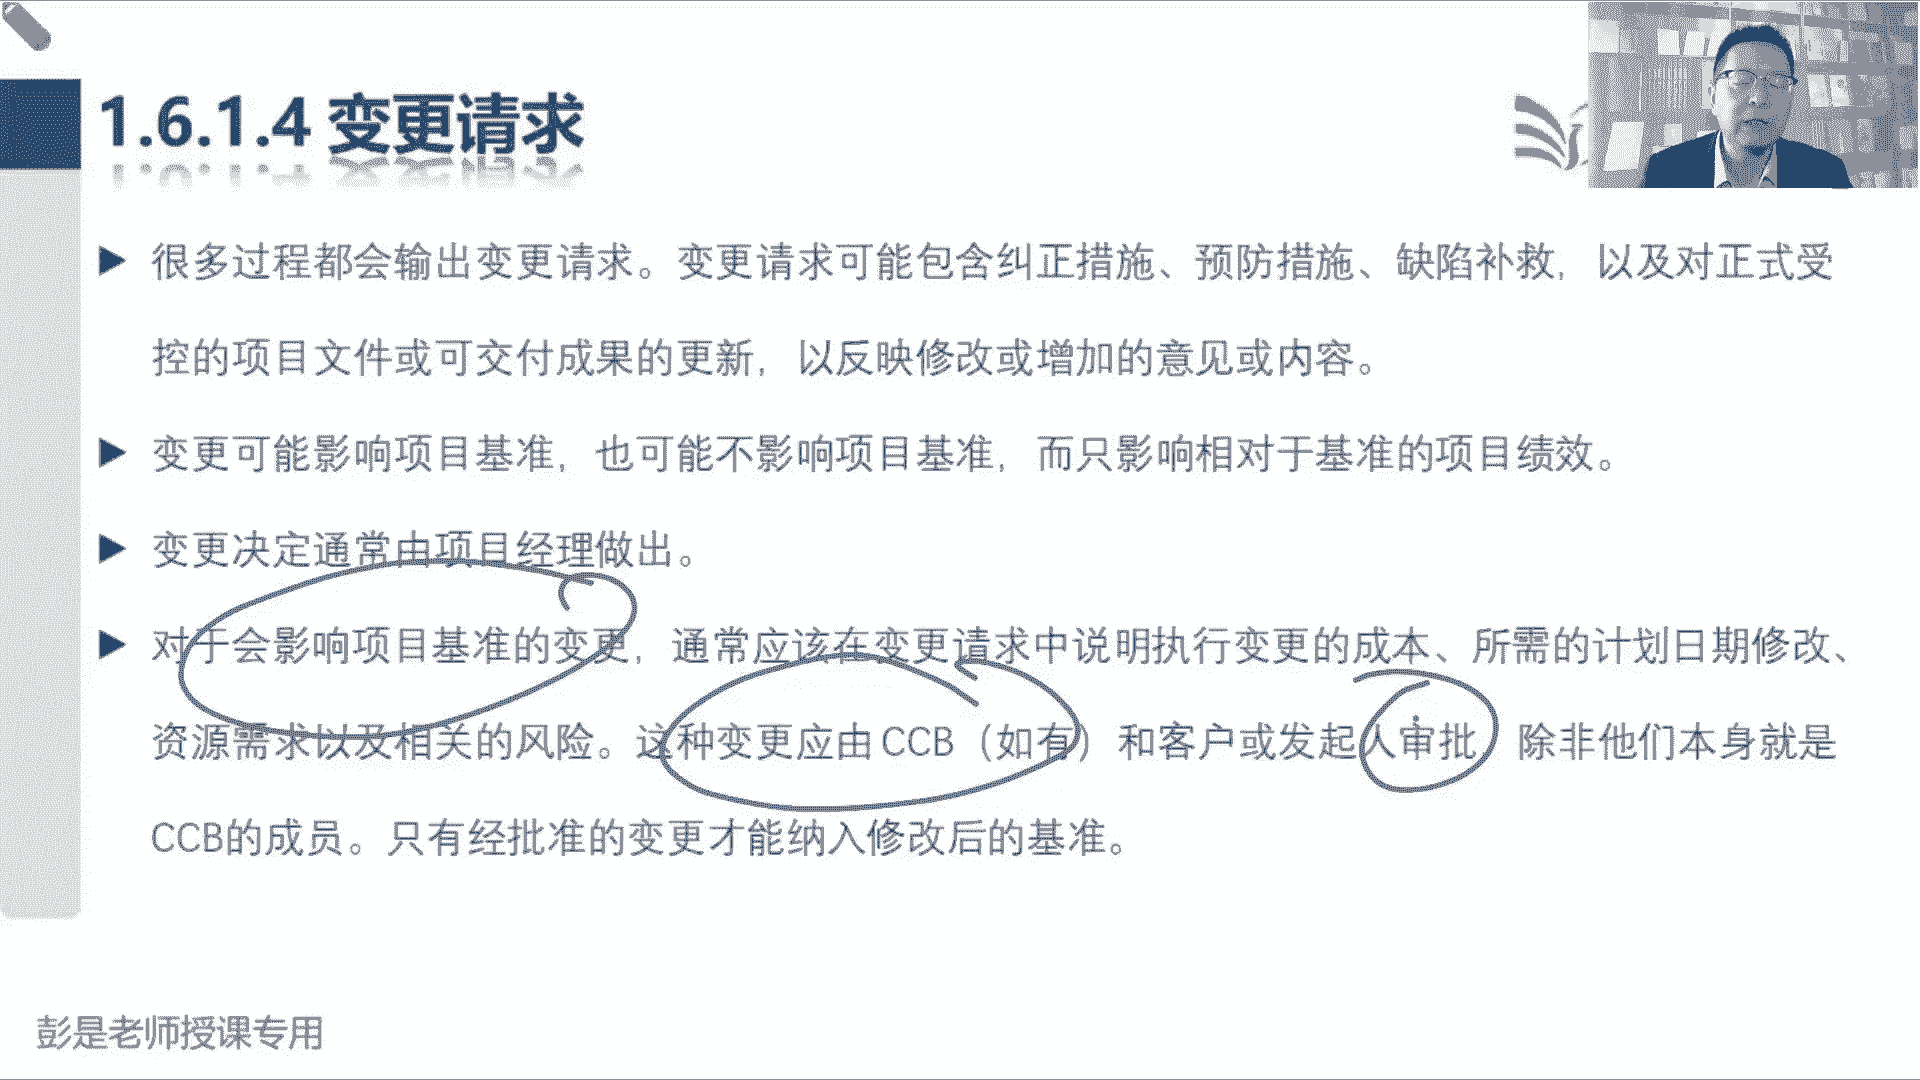 1.6.1.4 变更请求
很多过程都会输出变更请求。变更请求可能包含纠正措施、预防措施、缺陷补救，以及对正式受
控的项目文件或可交付成果的更新，以反映修改或增加的意见或内容。
变更可能影响项目基准，也可能不影响项目基准，而只影响相对于基准的项目绩效。
变更决定通常由项目经理做出。
对于会影响项目基准的变更，通常应该在变更请求中说明执行变更的成本、所需的计划日期修改、
资源需求以及相关的风险。这种变更应由CCB（如有）和客户或发起人审批，除非他们本身就是
CCB的成员。只有经批准的变更才能纳入修改后的基准。
彭是老师授课专用